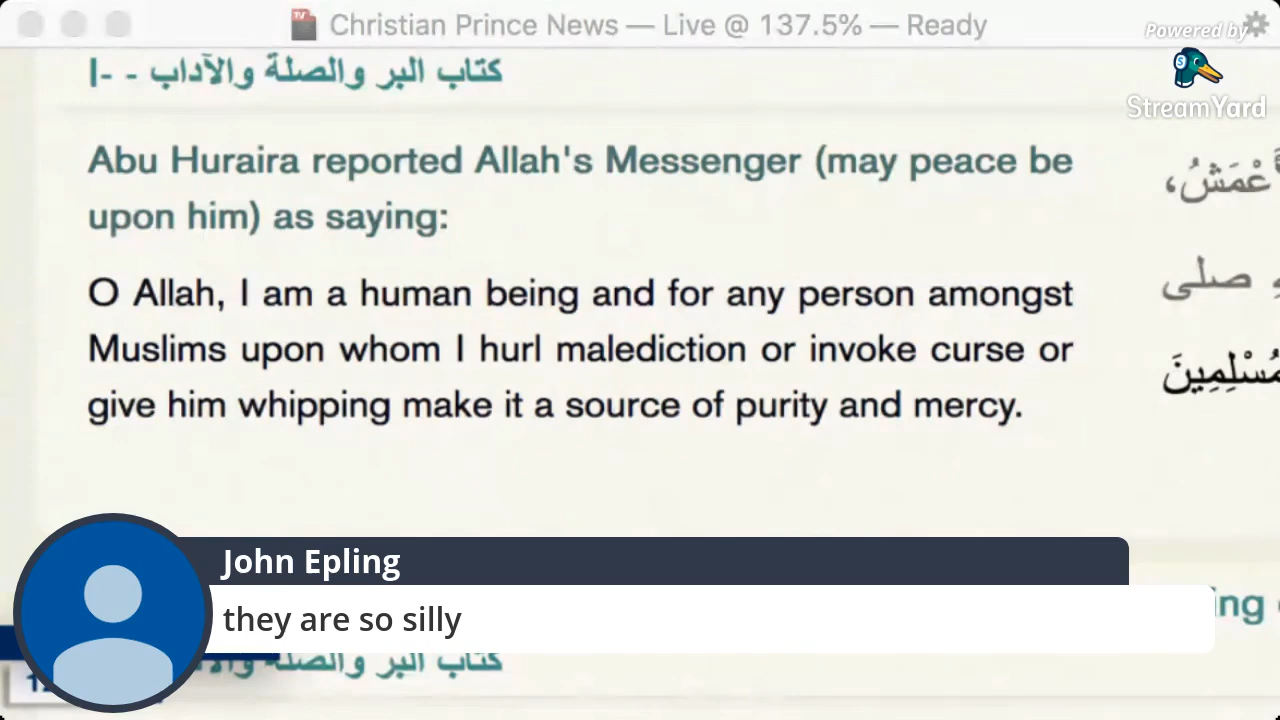 Christian Prince News — Live @ 137.5% — Ready
Powered by
StreamYard
كتاب البر والصلة والآداب - -ا
Abu Huraira reported Allah's Messenger (may peace be
upon him) as saying:
O Allah, I am a human being and for any person amongst
Muslims upon whom I hurl malediction or invoke curse or
give him whipping make it a source of purity and mercy.
صلى
John Epling
they are so silly
كتاب البر والصلة